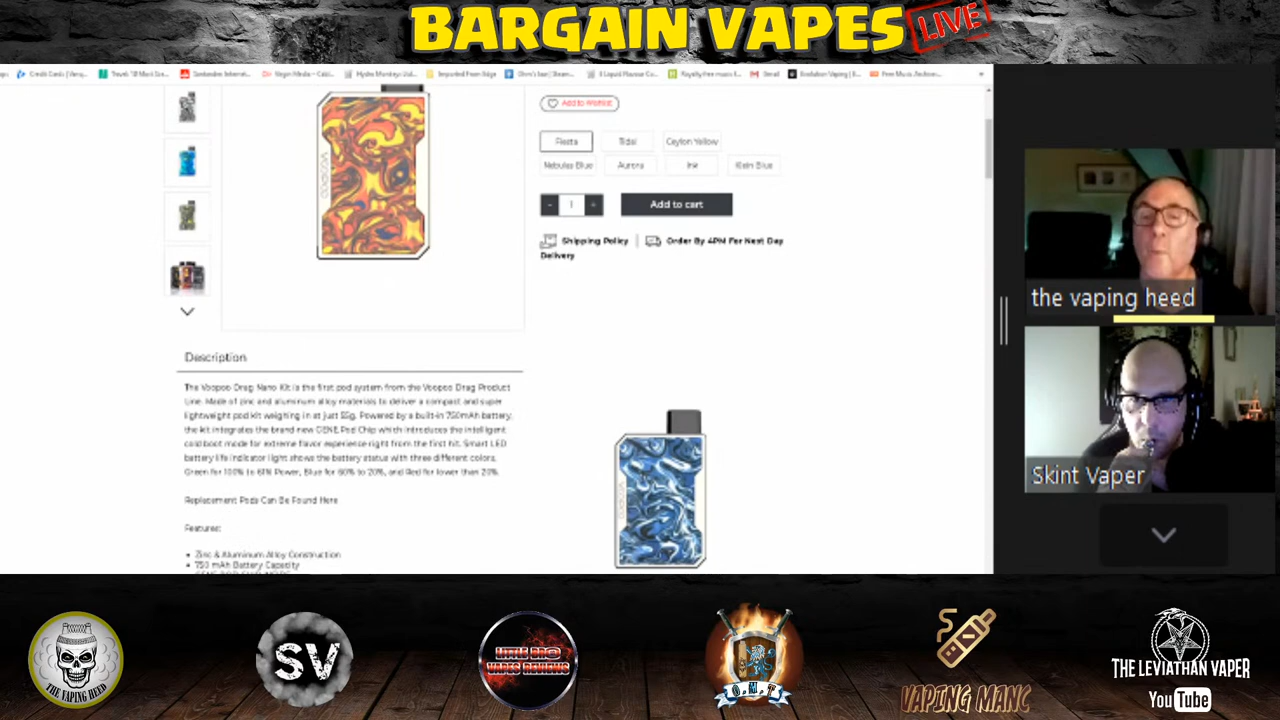 BARGAIN VAPES LIVE
Add to Wishlist
Fiesta Tidal Ceylon Yellow
Nebulas Blue Aurora Ink Klein Blue
- 1 + Add to cart
Shipping Policy | Order By 4PM For Next Day
Delivery
VOOPOO
Description
The Voopoo Drag Nano Kit is the first pod system from the Voopoo Drag Product
Line. Made of zinc and aluminum alloy materials to deliver a compact and super
lightweight pod kit weighing in at just 55g. Powered by a built-in 750mAh battery,
the kit integrates the brand new GENE Pod Chip which introduces the intelligent
cold boot mode for extreme flavor experience right from the first hit. Smart LED
battery life indicator light shows the battery status with three different colors,
Green for 100% to 61% Power, Blue for 60% to 20%, and Red for lower than 20%.
Replacement Pods Can Be Found Here
Features:
Zinc & Aluminum Alloy Construction
750 mAh Battery Capacity
the vaping heed
Skint Vaper
THE VAPING HEED
SV
LITTLE BRO
VAPES REVIEWS
O.M.T
VAPING MANC
THE LEVIATHAN VAPER
YouTube